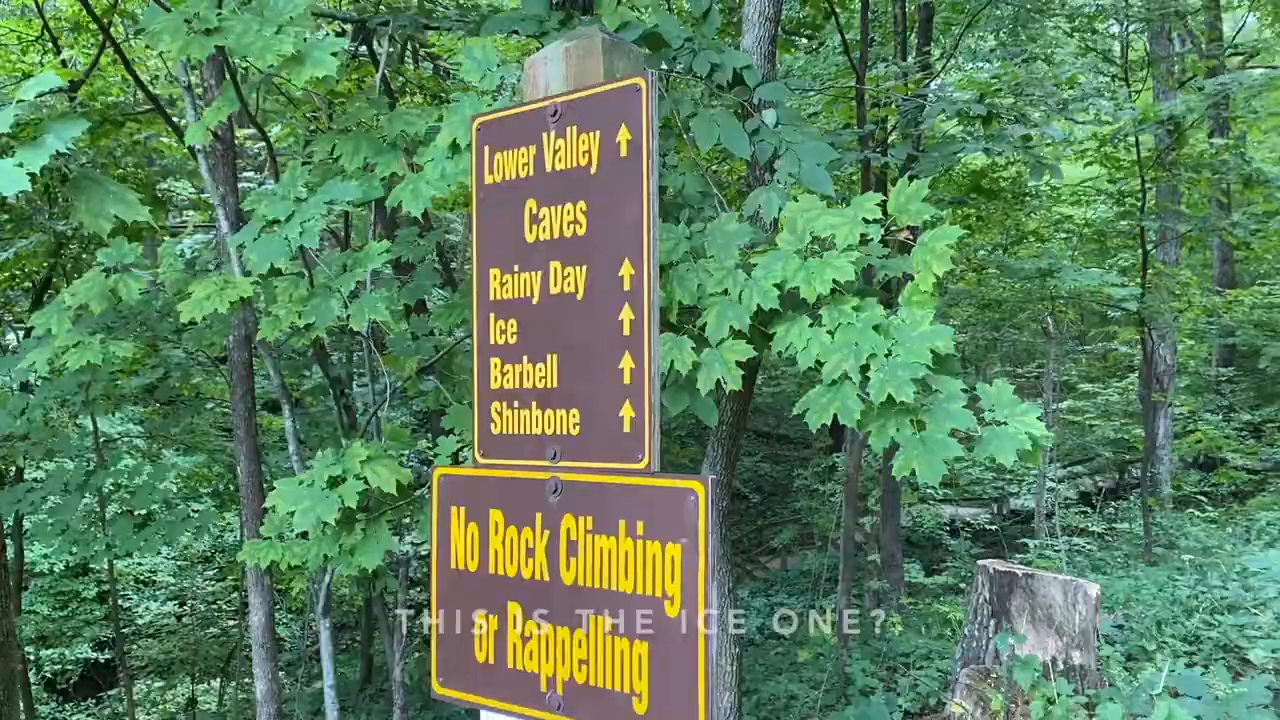 Lower Valley ↑
Caves
Rainy Day ↑
Ice ↑
Barbell ↑
Shinbone ↑
No Rock Climbing
or Rappelling
THIS IS THE ICE ONE?